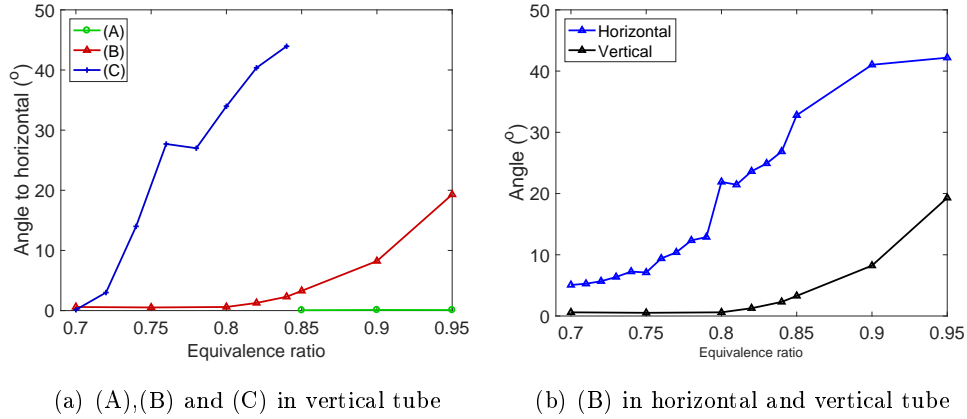 50
40
30
20
10
0
Angle to horizontal (°)
(A)
(B)
(C)
0.7 0.75 0.8 0.85 0.9 0.95
Equivalence ratio
(a) (A),(B) and (C) in vertical tube
50
40
30
20
10
0
Angle (°)
Horizontal
Vertical
0.7 0.75 0.8 0.85 0.9 0.95
Equivalence ratio
(b) (B) in horizontal and vertical tube